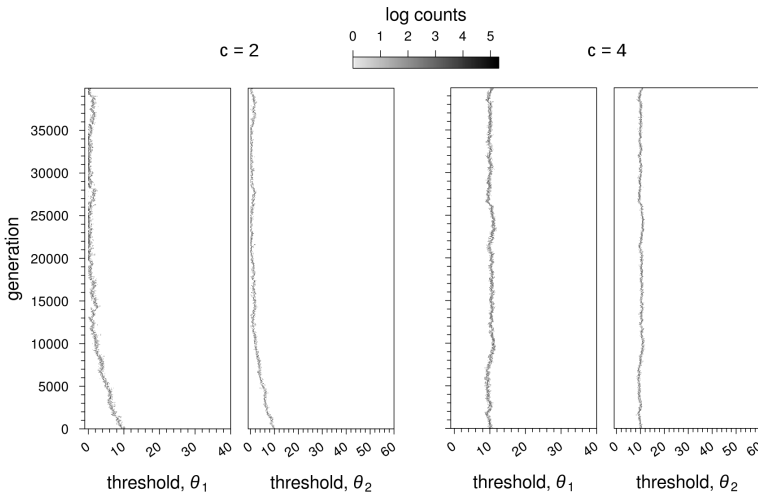 log counts
0 1 2 3 4 5
c = 2
c = 4
generation
35000
30000
25000
20000
15000
10000
5000
0
0 10 20 30 40
0 10 20 30 40 50 60
0 10 20 30 40
0 10 20 30 40 50 60
threshold, θ1
threshold, θ2
threshold, θ1
threshold, θ2